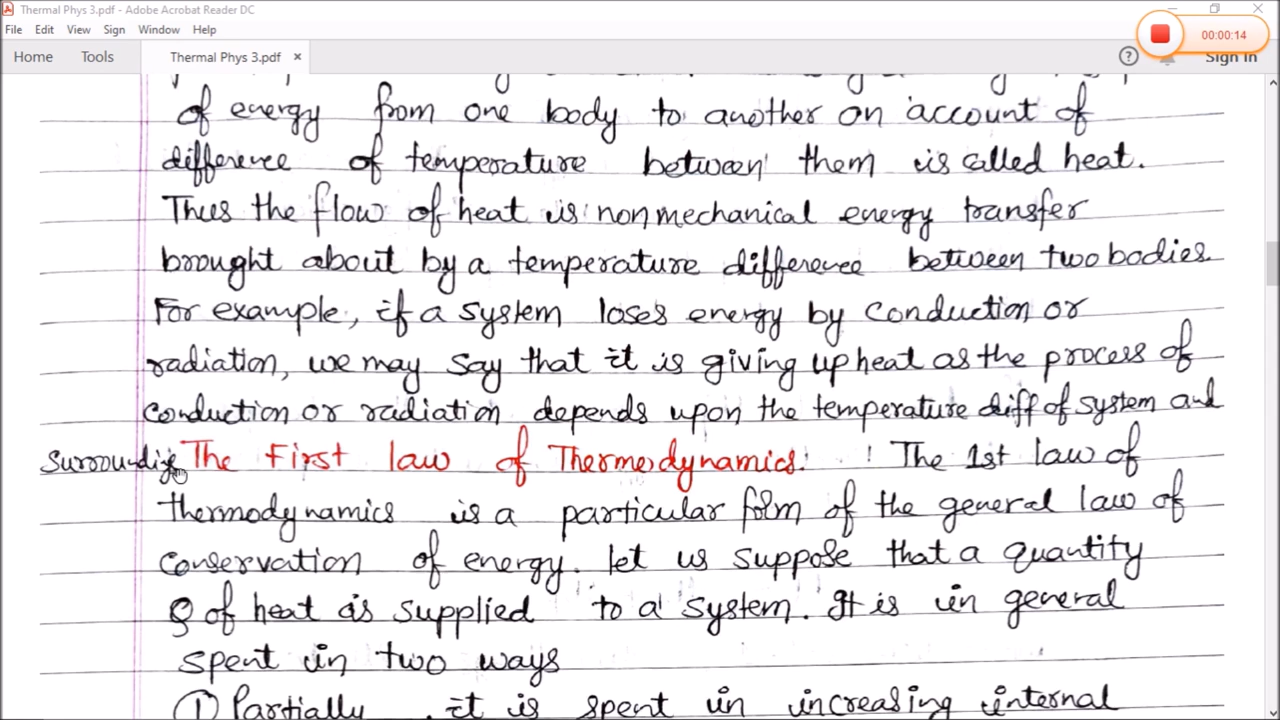 Thermal Phys 3.pdf - Adobe Acrobat Reader DC
File Edit View Sign Window Help
00:00:14
Home Tools Thermal Phys 3.pdf × ? Sign In
of energy from one body to another on account of
difference of temperature between them is called heat.
Thus the flow of heat is nonmechanical energy transfer
brought about by a temperature difference between two bodies.
For example, if a system loses energy by conduction or
radiation, we may say that it is giving up heat as the process of
conduction or radiation depends upon the temperature diff of system and
surrounding The First law of Thermodynamics. : The 1st law of
thermodynamics is a particular form of the general law of
conservation of energy. let us suppose that a quantity
Q of heat is supplied to a system. It is in general
spent in two ways
① Partially it is spent in increasing internal